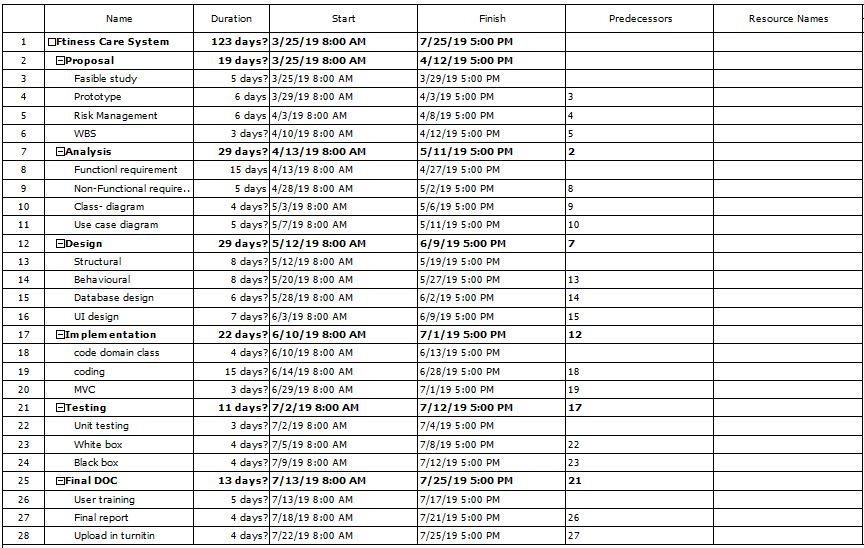 Name Duration Start Finish Predecessors Resource Names
1 Ftiness Care System 123 days? 3/25/19 8:00 AM 7/25/19 5:00 PM
2 Proposal 19 days? 3/25/19 8:00 AM 4/12/19 5:00 PM
3 Fasible study 5 days? 3/25/19 8:00 AM 3/29/19 5:00 PM
4 Prototype 6 days 3/29/19 8:00 AM 4/3/19 5:00 PM 3
5 Risk Management 6 days 4/3/19 8:00 AM 4/8/19 5:00 PM 4
6 WBS 3 days? 4/10/19 8:00 AM 4/12/19 5:00 PM 5
7 Analysis 29 days? 4/13/19 8:00 AM 5/11/19 5:00 PM 2
8 Functionl requirement 15 days 4/13/19 8:00 AM 4/27/19 5:00 PM
9 Non-Functional require.. 5 days 4/28/19 8:00 AM 5/2/19 5:00 PM 8
10 Class- diagram 4 days? 5/3/19 8:00 AM 5/6/19 5:00 PM 9
11 Use case diagram 5 days? 5/7/19 8:00 AM 5/11/19 5:00 PM 10
12 Design 29 days? 5/12/19 8:00 AM 6/9/19 5:00 PM 7
13 Structural 8 days? 5/12/19 8:00 AM 5/19/19 5:00 PM
14 Behavioural 8 days? 5/20/19 8:00 AM 5/27/19 5:00 PM 13
15 Database design 6 days? 5/28/19 8:00 AM 6/2/19 5:00 PM 14
16 UI design 7 days? 6/3/19 8:00 AM 6/9/19 5:00 PM 15
17 Implementation 22 days? 6/10/19 8:00 AM 7/1/19 5:00 PM 12
18 code domain class 4 days? 6/10/19 8:00 AM 6/13/19 5:00 PM
19 coding 15 days? 6/14/19 8:00 AM 6/28/19 5:00 PM 18
20 MVC 3 days? 6/29/19 8:00 AM 7/1/19 5:00 PM 19
21 Testing 11 days? 7/2/19 8:00 AM 7/12/19 5:00 PM 17
22 Unit testing 3 days? 7/2/19 8:00 AM 7/4/19 5:00 PM
23 White box 4 days? 7/5/19 8:00 AM 7/8/19 5:00 PM 22
24 Black box 4 days? 7/9/19 8:00 AM 7/12/19 5:00 PM 23
25 Final DOC 13 days? 7/13/19 8:00 AM 7/25/19 5:00 PM 21
26 User training 5 days? 7/13/19 8:00 AM 7/17/19 5:00 PM
27 Final report 4 days? 7/18/19 8:00 AM 7/21/19 5:00 PM 26
28 Upload in turnitin 4 days? 7/22/19 8:00 AM 7/25/19 5:00 PM 27